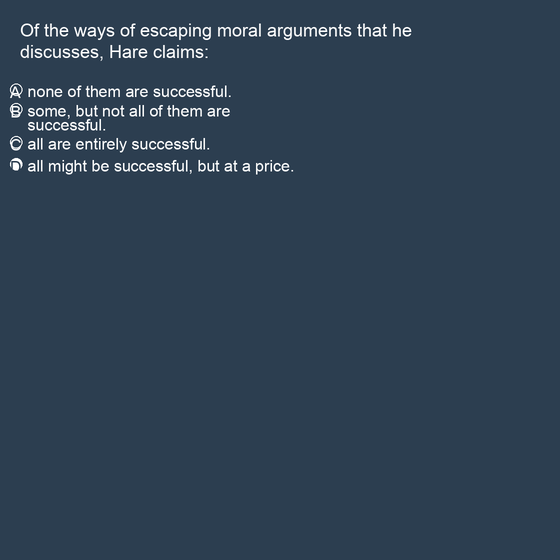 Of the ways of escaping moral arguments that he
discusses, Hare claims:
A none of them are successful.
B some, but not all of them are
successful.
C all are entirely successful.
D all might be successful, but at a price.